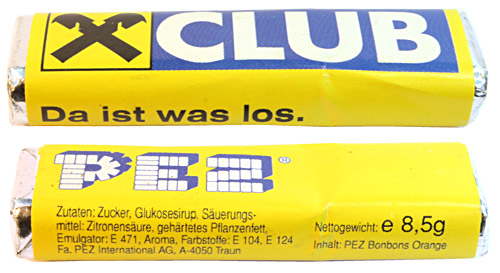 CLUB
Da ist was los.
PEZ®
Zutaten: Zucker, Glukosesirup, Säuerungs-
mittel: Zitronensäure, gehärtetes Pflanzenfett,
Emulgator: E 471, Aroma, Farbstoffe: E 104, E 124
Fa. PEZ International AG, A-4050 Traun
Nettogewicht: e 8,5g
Inhalt: PEZ Bonbons Orange